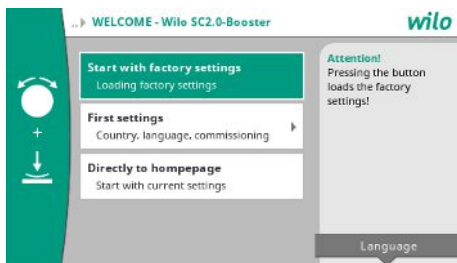 ..▶ WELCOME - Wilo SC2.0-Booster
wilo
Start with factory settings
Loading factory settings
First settings
Country, language, commissioning
Directly to hompepage
Start with current settings
+
Attention!
Pressing the button
loads the factory
settings!
Language